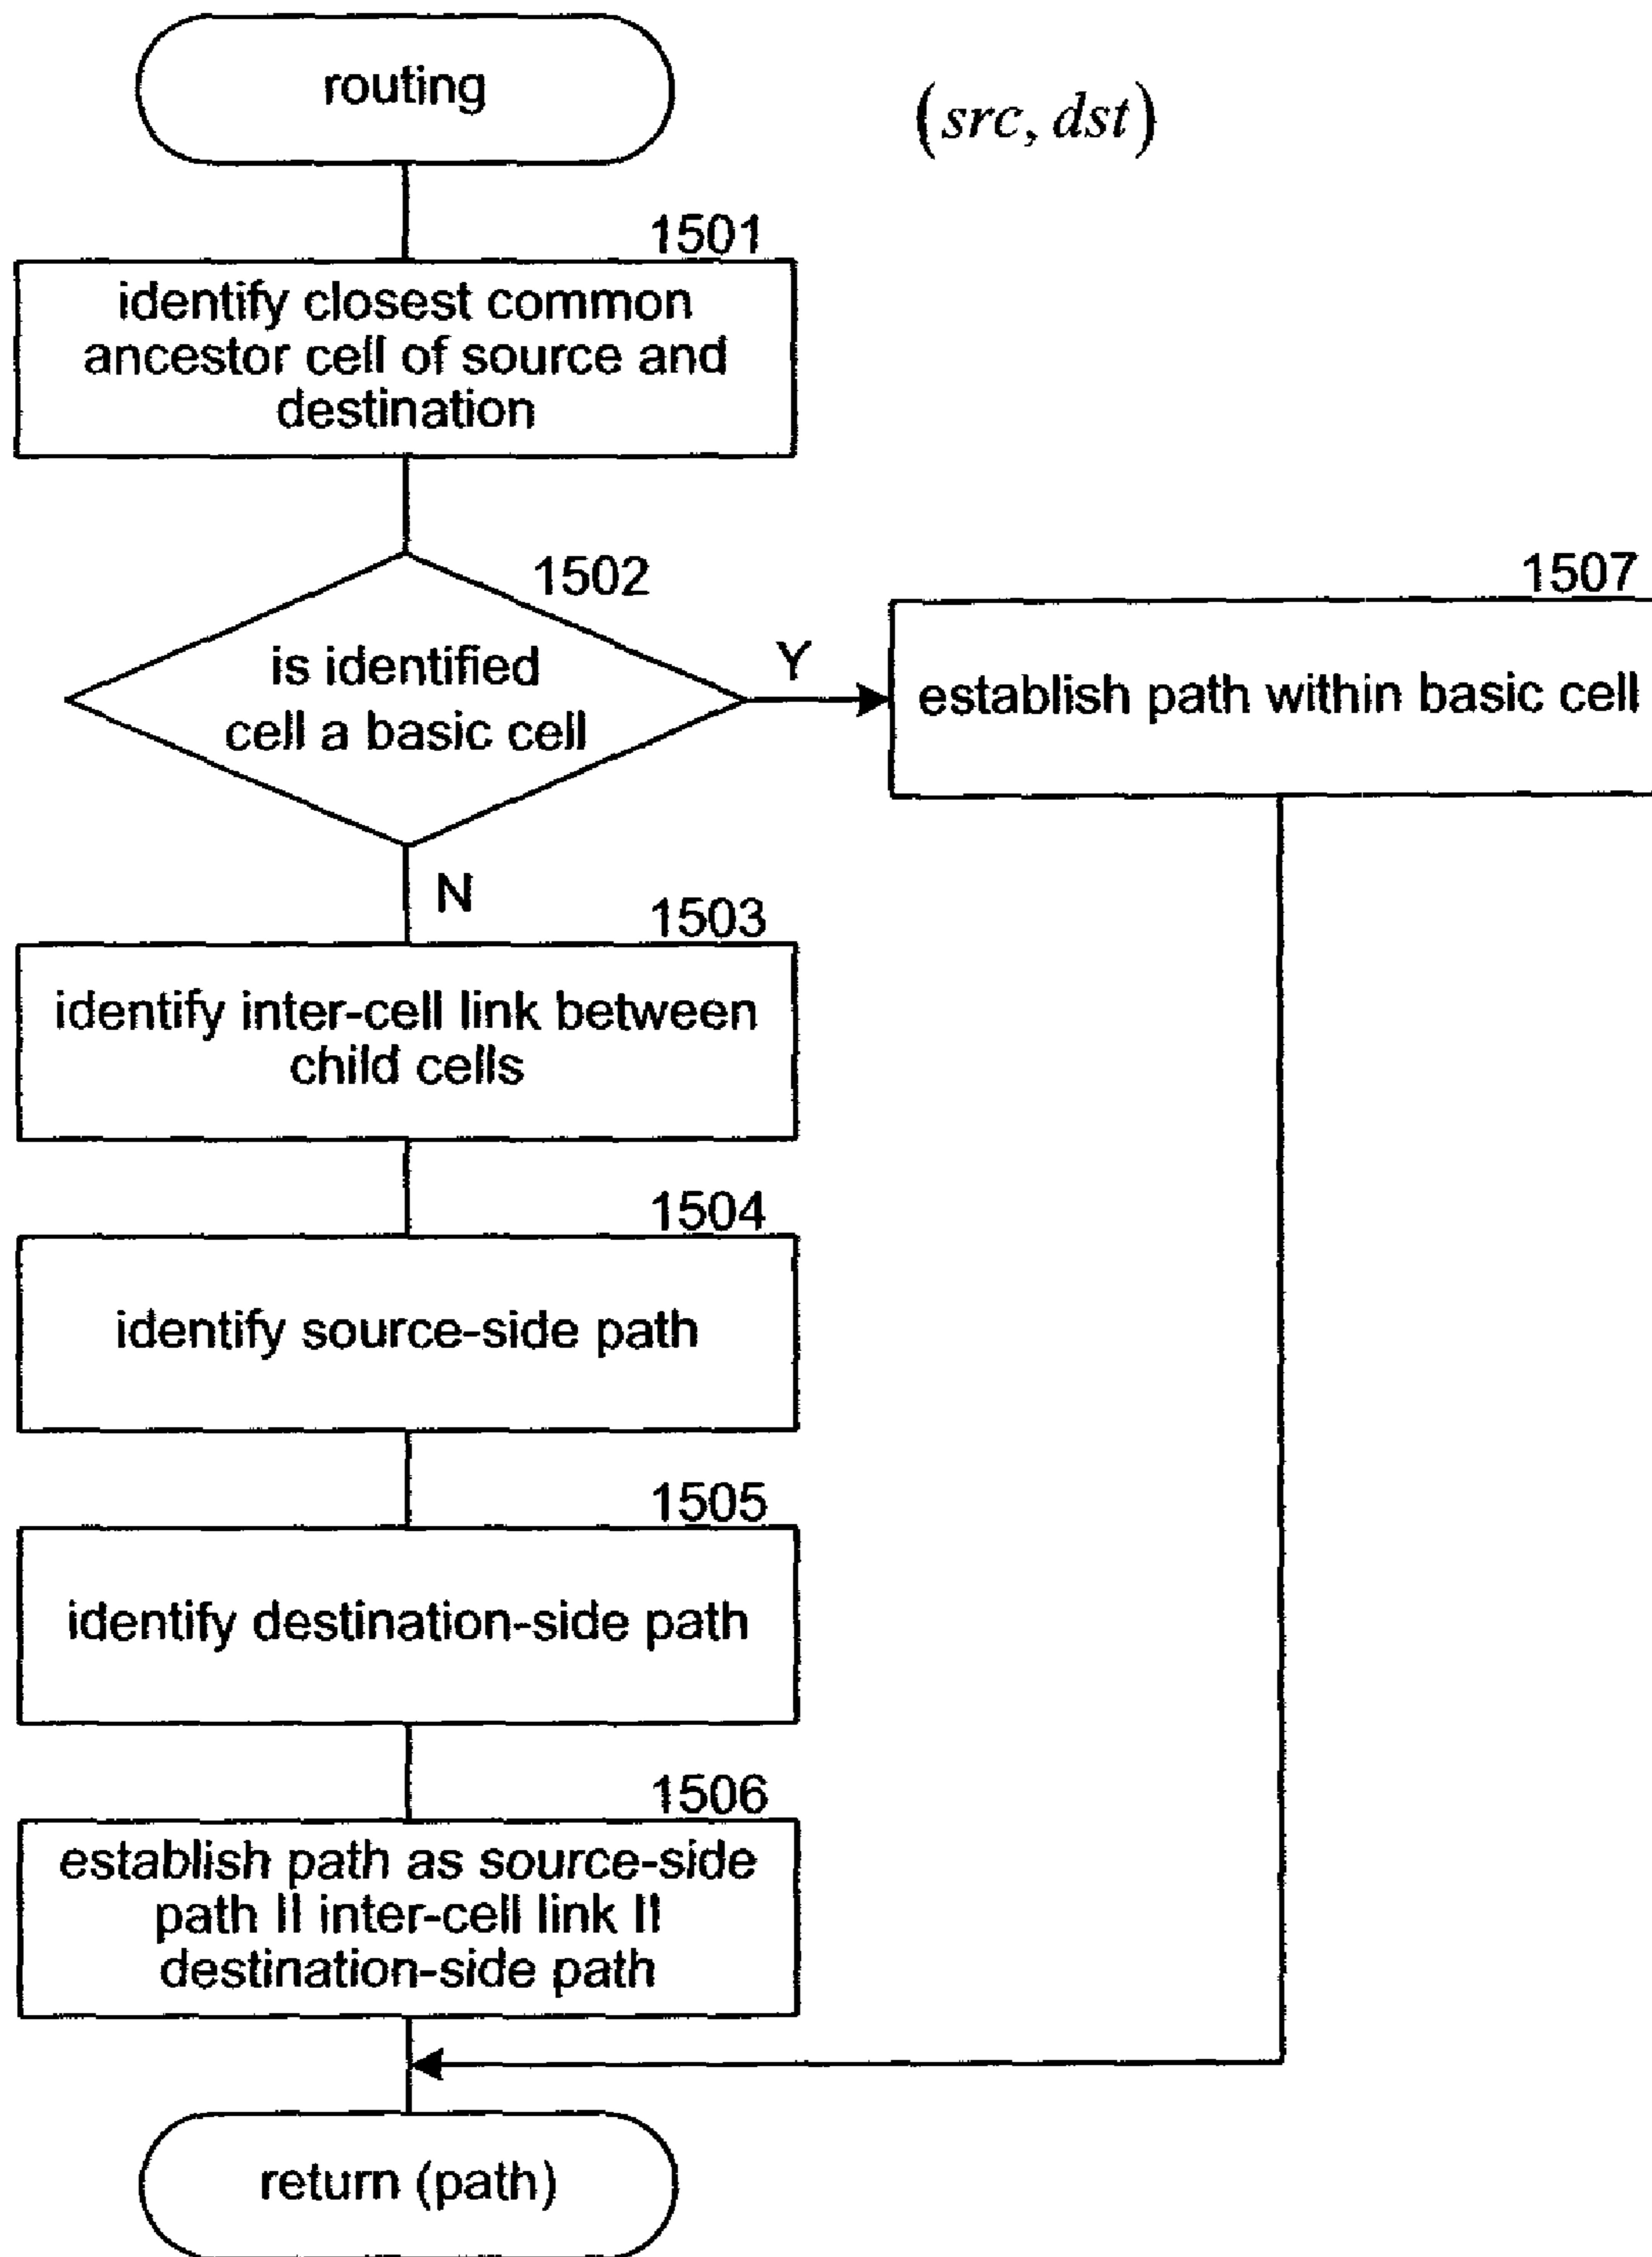 routing
(src, dst)
1501
identify closest common
ancestor cell of source and
destination
1502
is identified
cell a basic cell
Y
1507
establish path within basic cell
N
1503
identify inter-cell link between
child cells
1504
identify source-side path
1505
identify destination-side path
1506
establish path as source-side
path II inter-cell link II
destination-side path
return (path)